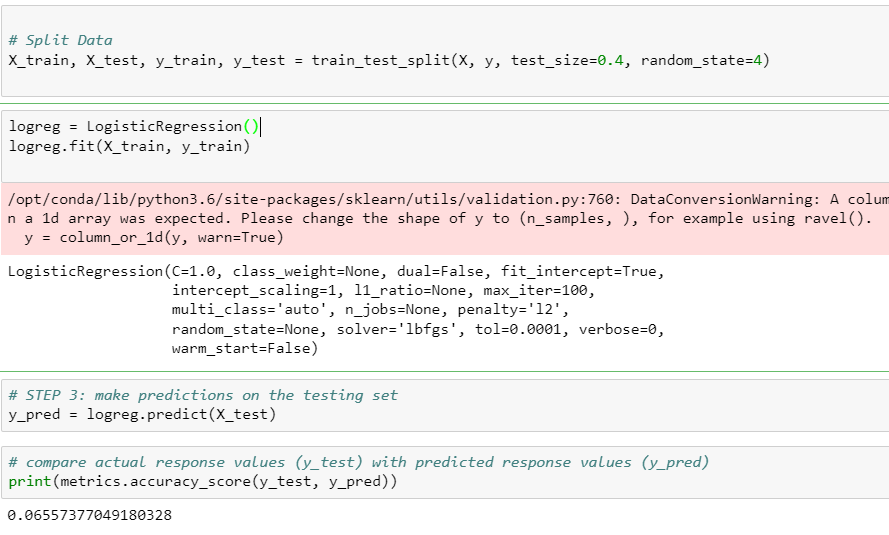 # Split Data
X_train, X_test, y_train, y_test = train_test_split(X, y, test_size=0.4, random_state=4)
logreg = LogisticRegression()
logreg.fit(X_train, y_train)
/opt/conda/lib/python3.6/site-packages/sklearn/utils/validation.py:760: DataConversionWarning: A colum
n a 1d array was expected. Please change the shape of y to (n_samples, ), for example using ravel().
  y = column_or_1d(y, warn=True)
LogisticRegression(C=1.0, class_weight=None, dual=False, fit_intercept=True,
                   intercept_scaling=1, l1_ratio=None, max_iter=100,
                   multi_class='auto', n_jobs=None, penalty='l2',
                   random_state=None, solver='lbfgs', tol=0.0001, verbose=0,
                   warm_start=False)
# STEP 3: make predictions on the testing set
y_pred = logreg.predict(X_test)
# compare actual response values (y_test) with predicted response values (y_pred)
print(metrics.accuracy_score(y_test, y_pred))
0.06557377049180328